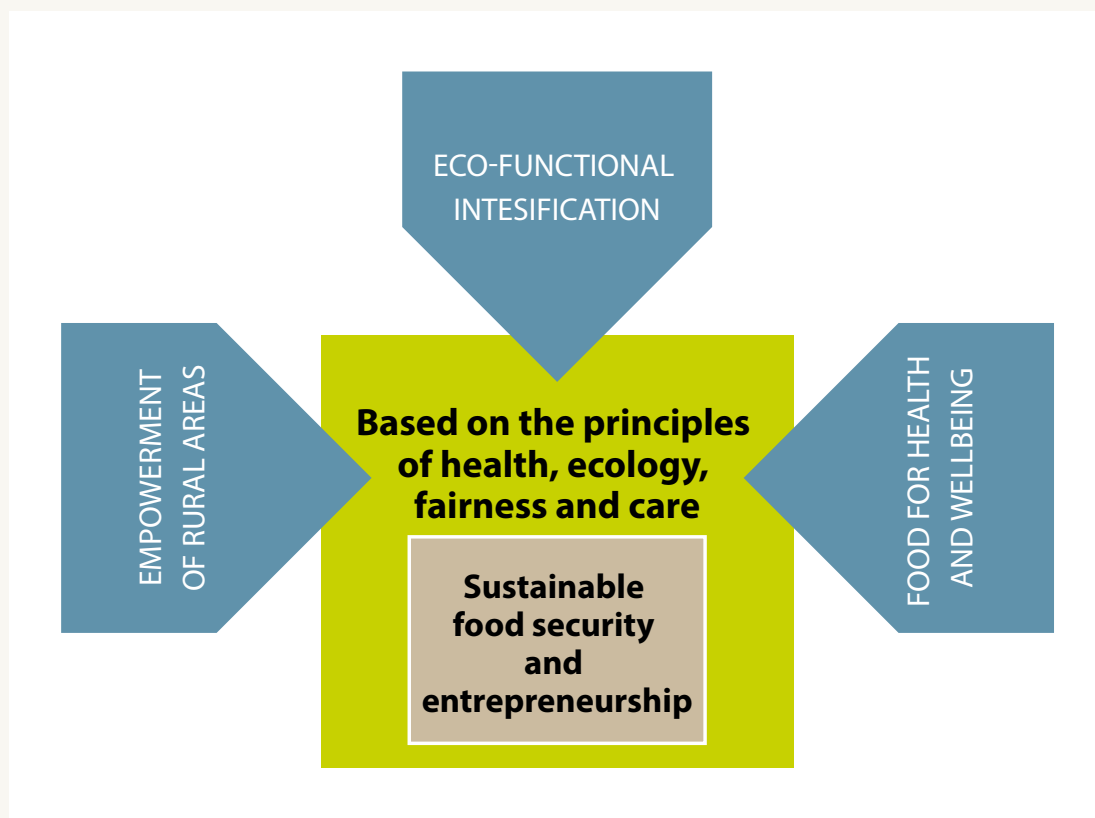 ECO-FUNCTIONAL
INTESIFICATION
EMPOWERMENT
OF RURAL AREAS
Based on the principles
of health, ecology,
fairness and care
Sustainable
food security
and
entrepreneurship
FOOD FOR HEALTH
AND WELLBEING